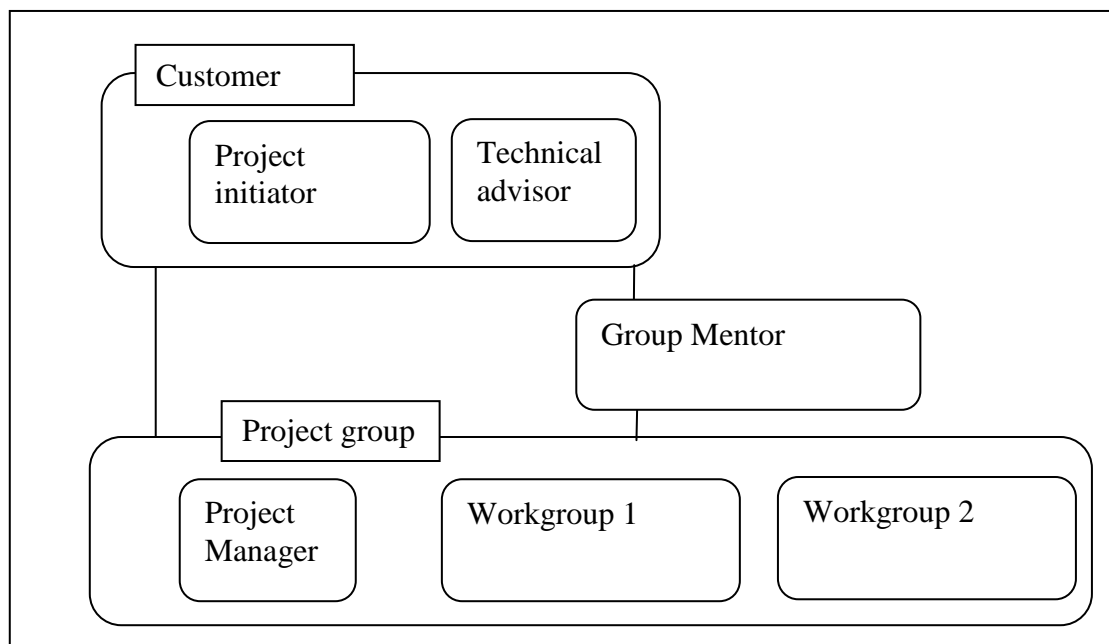 Customer
Project
initiator
Technical
advisor
Group Mentor
Project group
Project
Manager
Workgroup 1
Workgroup 2